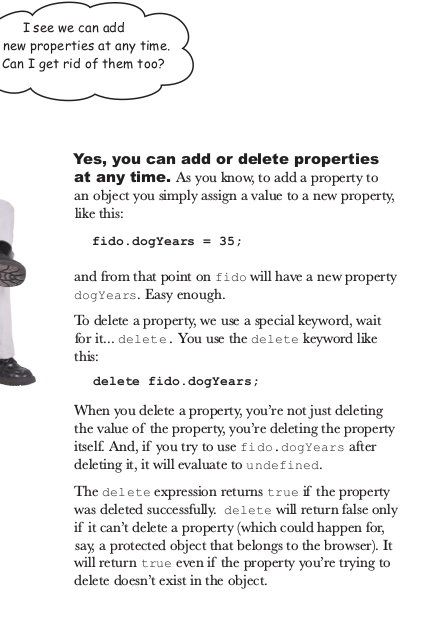 I see we can add
new properties at any time.
Can I get rid of them too?
Yes, you can add or delete properties
at any time. As you know, to add a property to
an object you simply assign a value to a new property,
like this:
fido.dogYears = 35;
and from that point on fido will have a new property
dogYears. Easy enough.
To delete a property, we use a special keyword, wait
for it... delete. You use the delete keyword like
this:
delete fido.dogYears;
When you delete a property, you're not just deleting
the value of the property, you're deleting the property
itself. And, if you try to use fido.dogYears after
deleting it, it will evaluate to undefined.
The delete expression returns true if the property
was deleted successfully. delete will return false only
if it can't delete a property (which could happen for,
say, a protected object that belongs to the browser). It
will return true even if the property you're trying to
delete doesn't exist in the object.